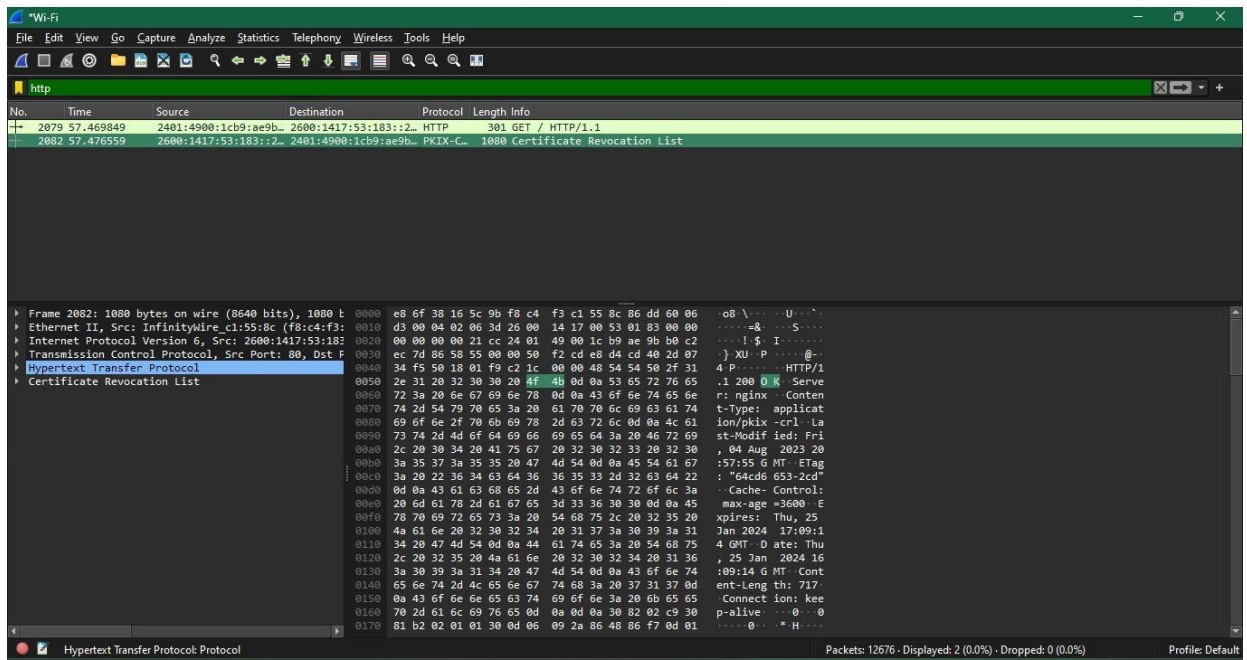 *Wi-Fi
File Edit View Go Capture Analyze Statistics Telephony Wireless Tools Help
http
No. Time Source Destination Protocol Length Info
2079 57.469849 2401:4900:1cb9:ae9b… 2600:1417:53:183::2… HTTP 301 GET / HTTP/1.1
2082 57.476559 2600:1417:53:183::2… 2401:4900:1cb9:ae9b… PKIX-C… 1080 Certificate Revocation List
Frame 2082: 1080 bytes on wire (8640 bits), 1080 b
Ethernet II, Src: InfinityWire_c1:55:8c (f8:c4:f3:
Internet Protocol Version 6, Src: 2600:1417:53:183
Transmission Control Protocol, Src Port: 80, Dst P
Hypertext Transfer Protocol
Certificate Revocation List
0000 e8 6f 38 16 5c 9b f8 c4 f3 c1 55 8c 86 dd 60 06 ·o8·\··· ··U···`·
0010 d3 00 04 02 06 3d 26 00 14 17 00 53 01 83 00 00 ·····=&· ···S····
0020 00 00 00 00 21 cc 24 01 49 00 1c b9 ae 9b b0 c2 ····!·$· I·······
0030 ec 7d 86 58 55 00 00 50 f2 cd e8 d4 cd 40 2d 07 ·}·XU··P ·····@-·
0040 34 f5 50 18 01 f9 c2 1c 00 00 48 54 54 50 2f 31 4·P····· ··HTTP/1
0050 2e 31 20 32 30 30 20 4f 4b 0d 0a 53 65 72 76 65 .1 200 O K··Serve
0060 72 3a 20 6e 67 69 6e 78 0d 0a 43 6f 6e 74 65 6e r: nginx ··Conten
0070 74 2d 54 79 70 65 3a 20 61 70 70 6c 69 63 61 74 t-Type:  applicat
0080 69 6f 6e 2f 70 6b 69 78 2d 63 72 6c 0d 0a 4c 61 ion/pkix -crl··La
0090 73 74 2d 4d 6f 64 69 66 69 65 64 3a 20 46 72 69 st-Modif ied: Fri
00a0 2c 20 30 34 20 41 75 67 20 32 30 32 33 20 32 30 , 04 Aug  2023 20
00b0 3a 35 37 3a 35 35 20 47 4d 54 0d 0a 45 54 61 67 :57:55 G MT··ETag
00c0 3a 20 22 36 34 63 64 36 36 35 33 2d 32 63 64 22 : "64cd6 653-2cd"
00d0 0d 0a 43 61 63 68 65 2d 43 6f 6e 74 72 6f 6c 3a ··Cache- Control:
00e0 20 6d 61 78 2d 61 67 65 3d 33 36 30 30 0d 0a 45  max-age =3600··E
00f0 78 70 69 72 65 73 3a 20 54 68 75 2c 20 32 35 20 xpires:  Thu, 25 
0100 4a 61 6e 20 32 30 32 34 20 31 37 3a 30 39 3a 31 Jan 2024  17:09:1
0110 34 20 47 4d 54 0d 0a 44 61 74 65 3a 20 54 68 75 4 GMT··D ate: Thu
0120 2c 20 32 35 20 4a 61 6e 20 32 30 32 34 20 31 36 , 25 Jan  2024 16
0130 3a 30 39 3a 31 34 20 47 4d 54 0d 0a 43 6f 6e 74 :09:14 G MT··Cont
0140 65 6e 74 2d 4c 65 6e 67 74 68 3a 20 37 31 37 0d ent-Leng th: 717·
0150 0a 43 6f 6e 6e 65 63 74 69 6f 6e 3a 20 6b 65 65 ·Connect ion: kee
0160 70 2d 61 6c 69 76 65 0d 0a 0d 0a 30 82 02 c9 30 p-alive· ···0···0
0170 81 b2 02 01 01 30 0d 06 09 2a 86 48 86 f7 0d 01 ·····0·· ·*·H····
Hypertext Transfer Protocol: Protocol
Packets: 12676 · Displayed: 2 (0.0%) · Dropped: 0 (0.0%)
Profile: Default